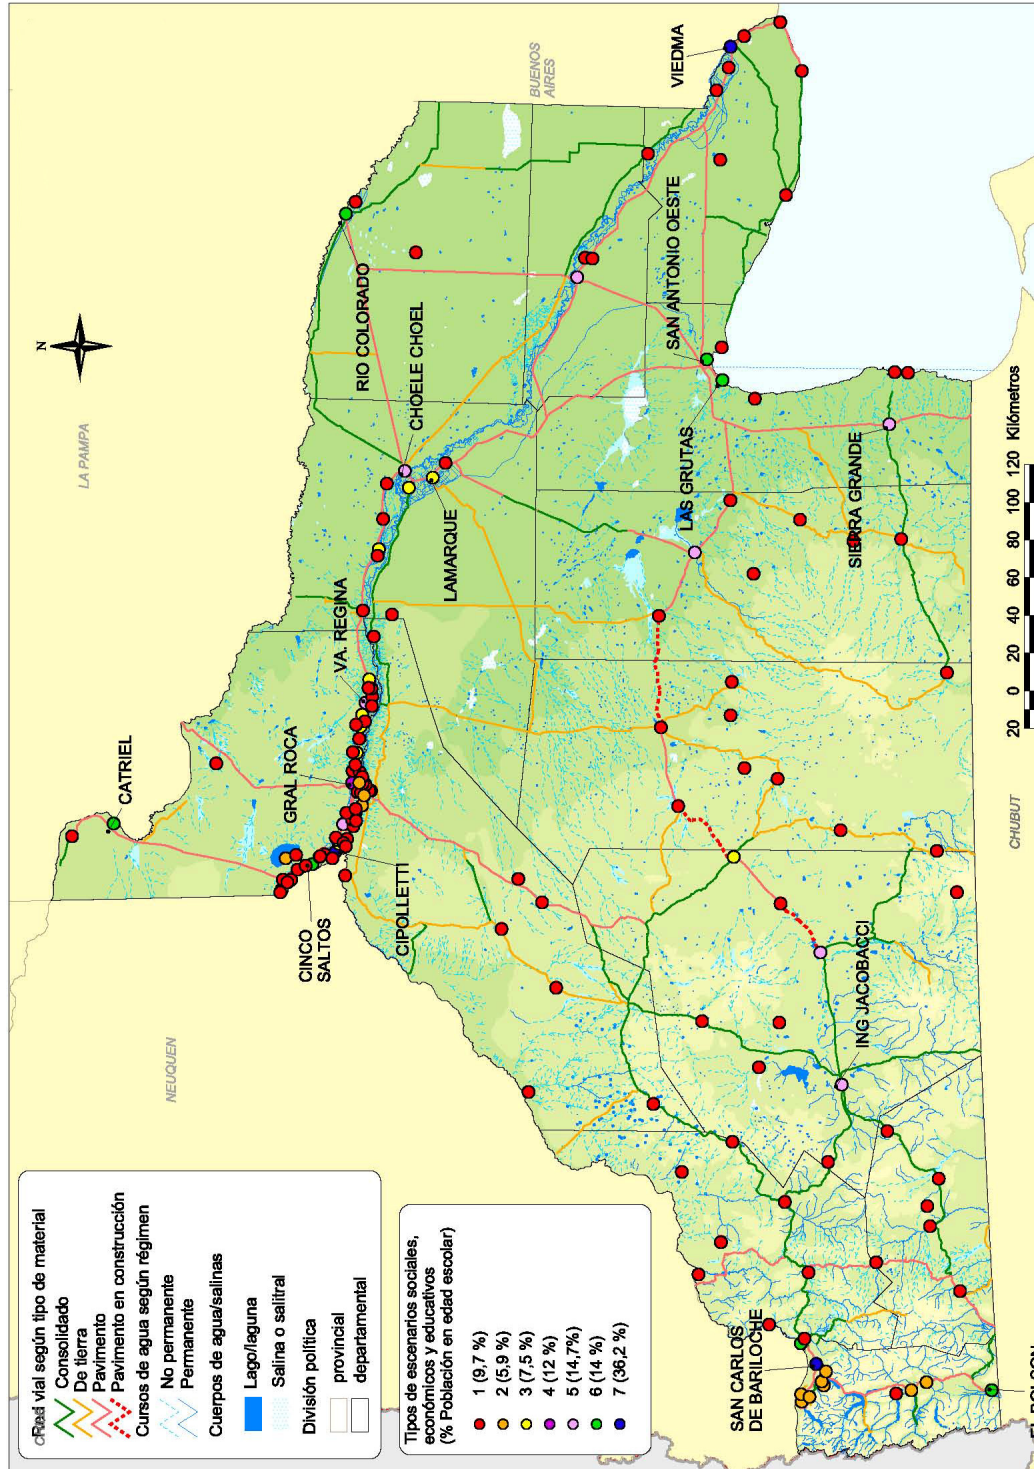 Red vial según tipo de material
Consolidado
De tierra
Pavimento
Pavimento en construcción
Cursos de agua según régimen
No permanente
Permanente
Cuerpos de agua/salinas
Lago/laguna
Salina o salitral
División política
provincial
departamental
Tipos de escenarios sociales,
económicos y educativos
(% Población en edad escolar)
1 (9,7 %)
2 (5,9 %)
3 (7,5 %)
4 (12 %)
5 (14,7%)
6 (14 %)
7 (36,2 %)
NEUQUEN
LA PAMPA
N
BUENOS
AIRES
CATRIEL
CINCO
SALTOS
GRAL ROCA
CIPOLLETTI
VA. REGINA
LAMARQUE
CHOELE CHOEL
RIO COLORADO
VIEDMA
SAN ANTONIO OESTE
LAS GRUTAS
SIERRA GRANDE
ING JACOBACCI
SAN CARLOS
DE BARILOCHE
CHUBUT
20 0 20 40 60 80 100 120 Kilómetros